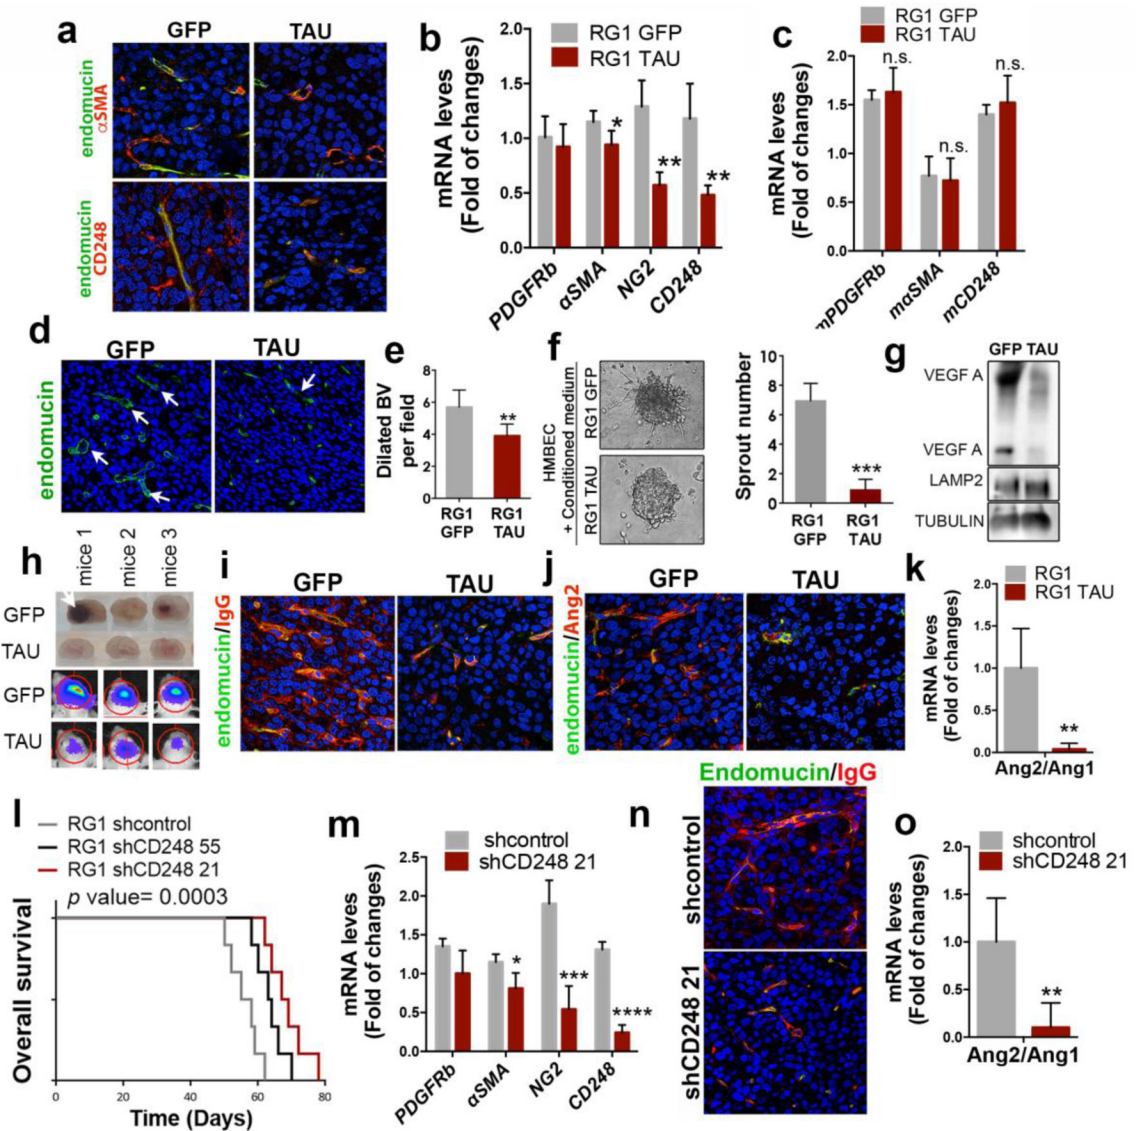 a
GFP
TAU
endomucin
αSMA
endomucin
CD248
b
RG1 GFP
RG1 TAU
mRNA leves
(Fold of changes)
2.0
1.5
1.0
0.5
0.0
*
**
**
PDGFRb
αSMA
NG2
CD248
c
RG1 GFP
RG1 TAU
mRNA leves
(Fold of changes)
2.0
1.5
1.0
0.5
0.0
n.s.
n.s.
n.s.
mPDGFRb
mαSMA
mCD248
d
GFP
TAU
endomucin
e
Dilated BV
per field
8
6
4
2
0
**
RG1
GFP
RG1
TAU
f
HMBEC
+ Conditioned medium
RG1 GFP
RG1 TAU
Sprout number
10
8
6
4
2
0
***
RG1
GFP
RG1
TAU
g
GFP TAU
VEGF A
VEGF A
LAMP2
TUBULIN
h
mice 1
mice 2
mice 3
GFP
TAU
GFP
TAU
i
GFP
TAU
endomucin/IgG
j
GFP
TAU
endomucin/Ang2
k
RG1
RG1 TAU
mRNA leves
(Fold of changes)
2.0
1.5
1.0
0.5
0.0
**
Ang2/Ang1
l
RG1 shcontrol
RG1 shCD248 55
RG1 shCD248 21
p value= 0.0003
Overall survival
0
20
40
60
80
Time (Days)
m
shcontrol
shCD248 21
mRNA leves
(Fold of changes)
2.5
2.0
1.5
1.0
0.5
0.0
*
***
****
PDGFRb
αSMA
NG2
CD248
n
Endomucin/IgG
shcontrol
shCD248 21
o
shcontrol
shCD248 21
mRNA leves
(Fold of changes)
2.0
1.5
1.0
0.5
0.0
**
Ang2/Ang1